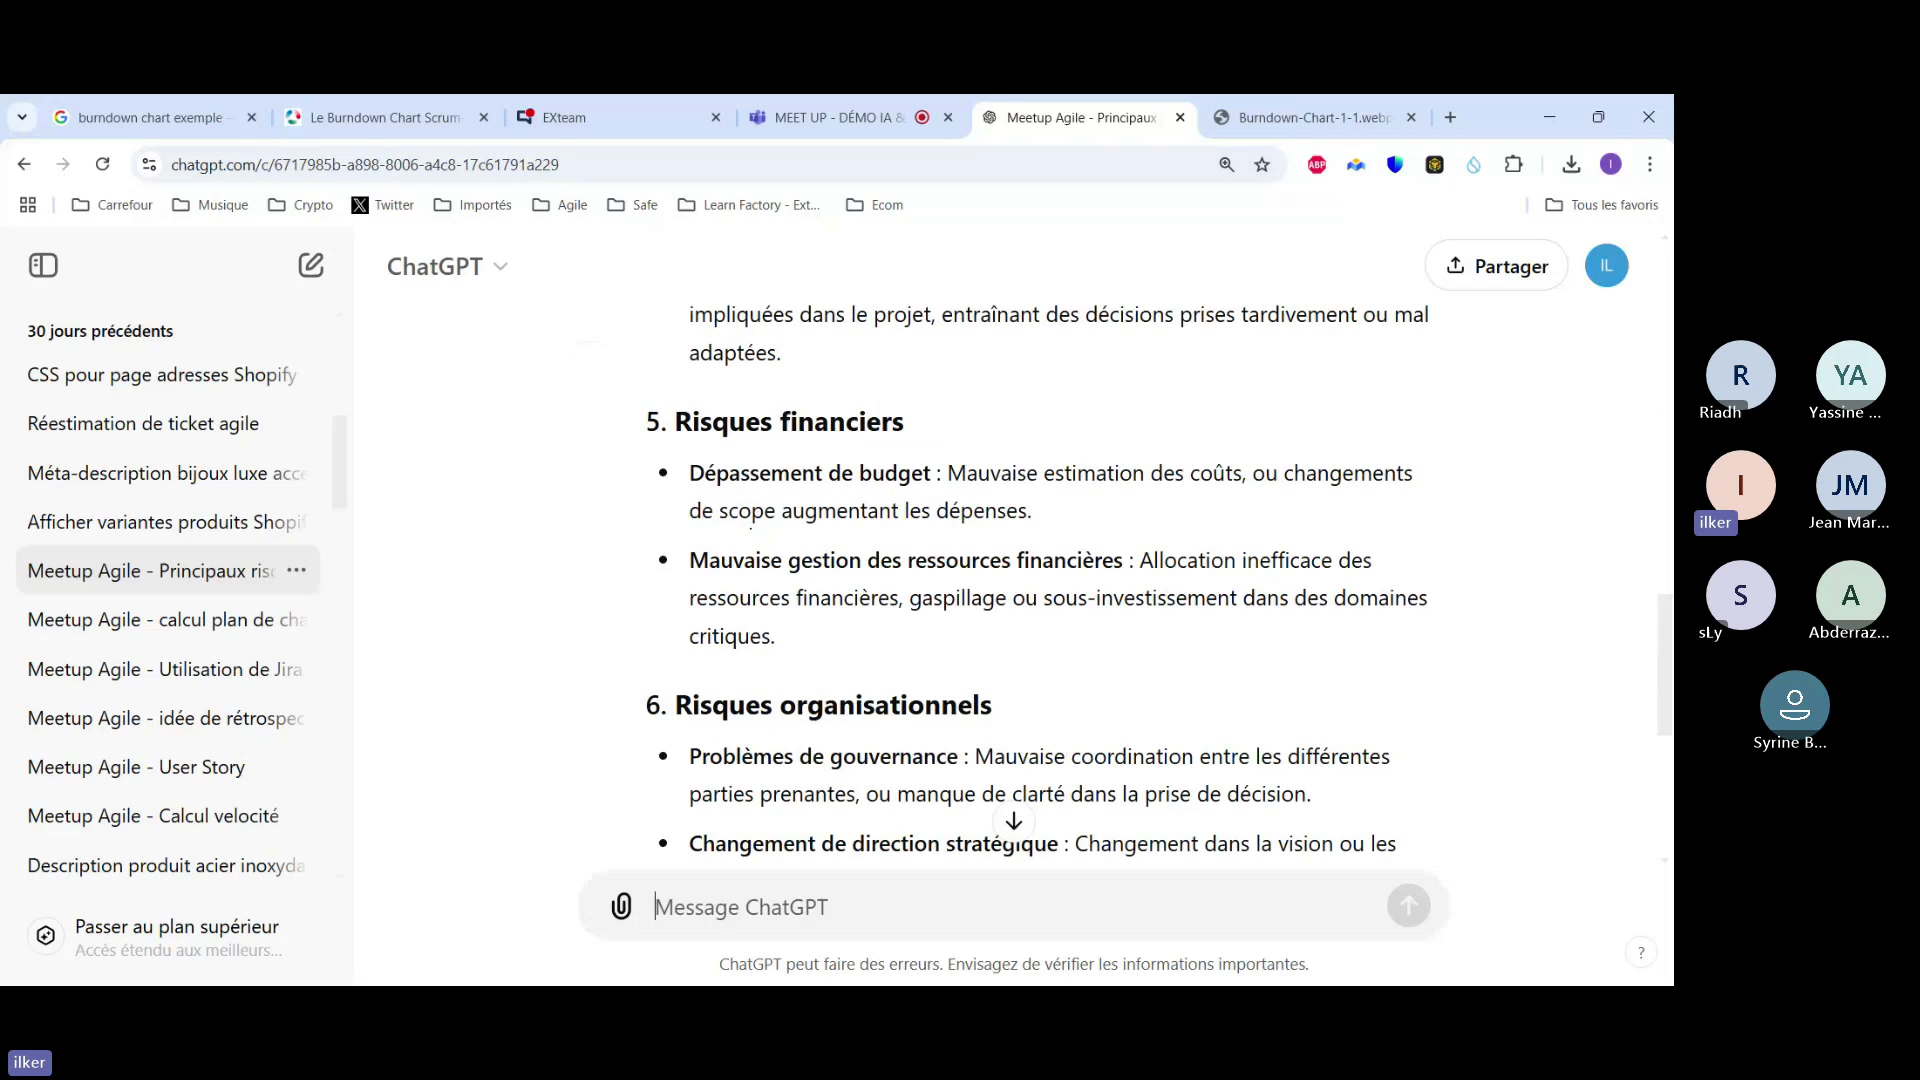 burndown chart exemple
Le Burndown Chart Scrum
EXteam
MEET UP - DÉMO IA &
Meetup Agile - Principaux
Burndown-Chart-1-1.webp
chatgpt.com/c/6717985b-a898-8006-a4c8-17c61791a229
ABP
I
Carrefour
Musique
Crypto
Twitter
Importés
Agile
Safe
Learn Factory - Ext...
Ecom
Tous les favoris
ChatGPT
Partager
IL
30 jours précédents
CSS pour page adresses Shopify
Réestimation de ticket agile
Méta-description bijoux luxe acce
Afficher variantes produits Shopif
Meetup Agile - Principaux risq
Meetup Agile - calcul plan de cha
Meetup Agile - Utilisation de Jira
Meetup Agile - idée de rétrospec
Meetup Agile - User Story
Meetup Agile - Calcul velocité
Description produit acier inoxyda
Passer au plan supérieur
Accès étendu aux meilleurs...
impliquées dans le projet, entraînant des décisions prises tardivement ou mal
adaptées.
5. Risques financiers
Dépassement de budget : Mauvaise estimation des coûts, ou changements
de scope augmentant les dépenses.
Mauvaise gestion des ressources financières : Allocation inefficace des
ressources financières, gaspillage ou sous-investissement dans des domaines
critiques.
6. Risques organisationnels
Problèmes de gouvernance : Mauvaise coordination entre les différentes
parties prenantes, ou manque de clarté dans la prise de décision.
Changement de direction stratégique : Changement dans la vision ou les
Message ChatGPT
ChatGPT peut faire des erreurs. Envisagez de vérifier les informations importantes.
?
R
Riadh
YA
Yassine ...
I
ilker
JM
Jean Mar...
S
sLy
A
Abderraz...
Syrine B...
ilker